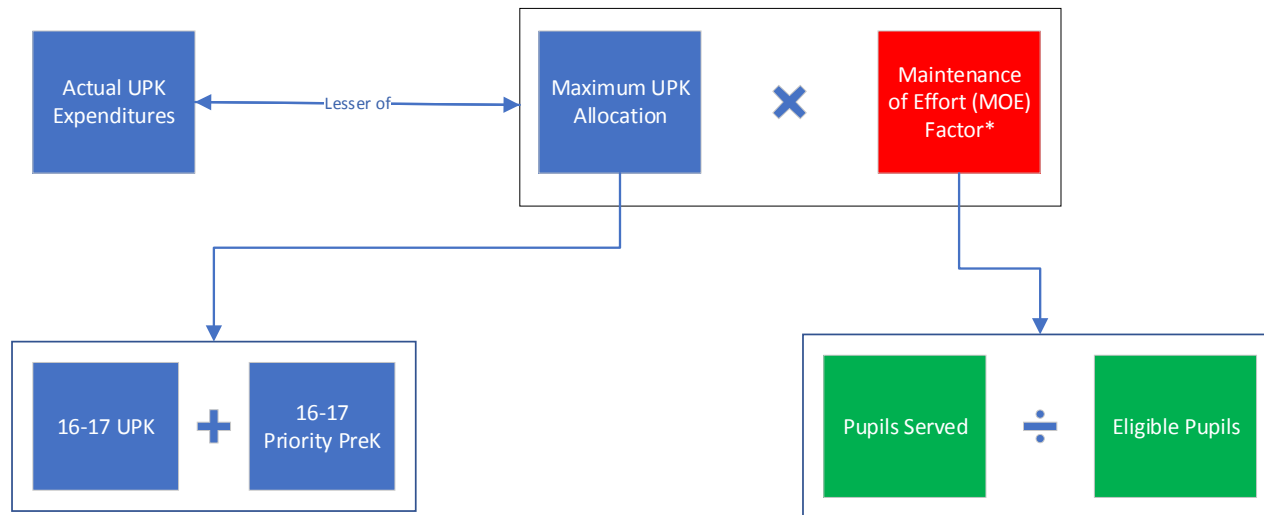 Actual UPK
Expenditures
Lesser of
Maximum UPK
Allocation
Maintenance
of Effort (MOE)
Factor*
16-17 UPK
16-17
Priority PreK
Pupils Served
Eligible Pupils